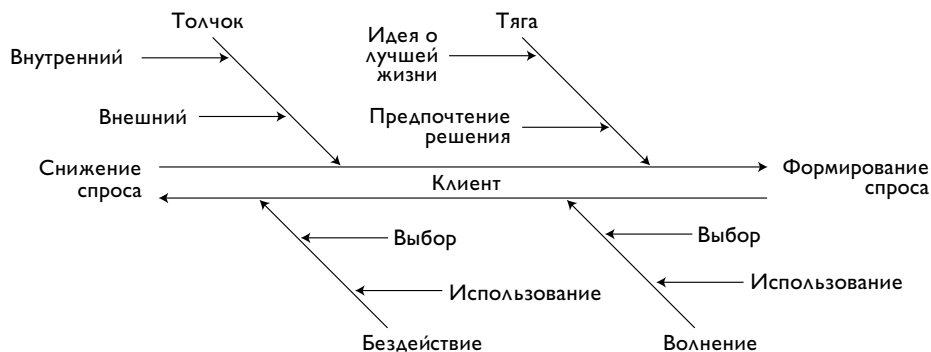 Толчок
Тяга
Внутренний
Идея о
лучшей
жизни
Внешний
Предпочтение
решения
Снижение
спроса
Клиент
Формирование
спроса
Выбор
Выбор
Использование
Использование
Бездействие
Волнение